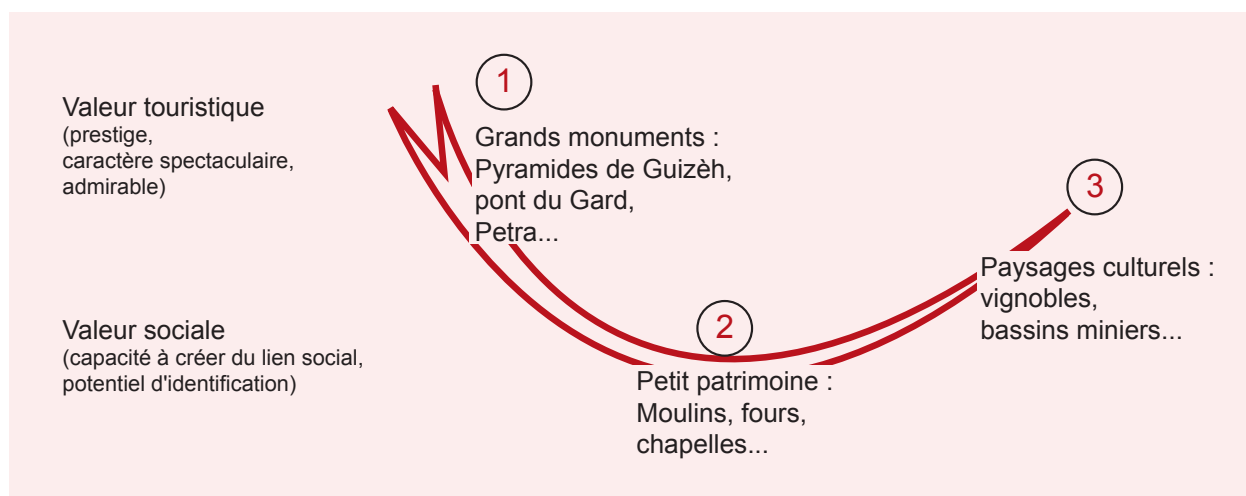 Valeur touristique
(prestige,
caractère spectaculaire,
admirable)
1
Grands monuments :
Pyramides de Guizèh,
pont du Gard,
Petra...
3
Paysages culturels :
vignobles,
bassins miniers...
Valeur sociale
(capacité à créer du lien social,
potentiel d'identification)
2
Petit patrimoine :
Moulins, fours,
chapelles...